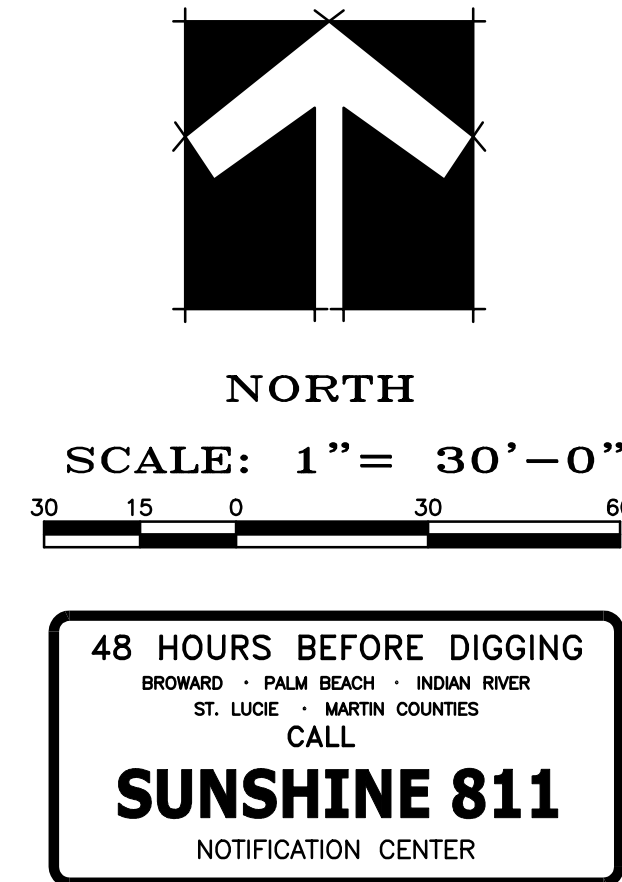 NORTH
SCALE: 1"= 30'-0"
30 15 0 30 60
48 HOURS BEFORE DIGGING
BROWARD · PALM BEACH · INDIAN RIVER
ST. LUCIE · MARTIN COUNTIES
CALL
SUNSHINE 811
NOTIFICATION CENTER